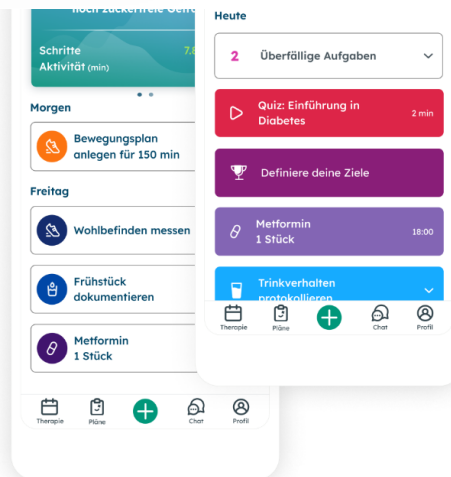 noch zuckerfreie Getr
Schritte
7.8
Aktivität (min)
Morgen
Bewegungsplan
anlegen für 150 min
Freitag
Wohlbefinden messen
Frühstück
dokumentieren
Metformin
1 Stück
Therapie
Pläne
Chat
Profil
Heute
2 Überfällige Aufgaben
Quiz: Einführung in
Diabetes
2 min
Definiere deine Ziele
Metformin
1 Stück
18:00
Trinkverhalten
protokollieren
Therapie
Pläne
Chat
Profil